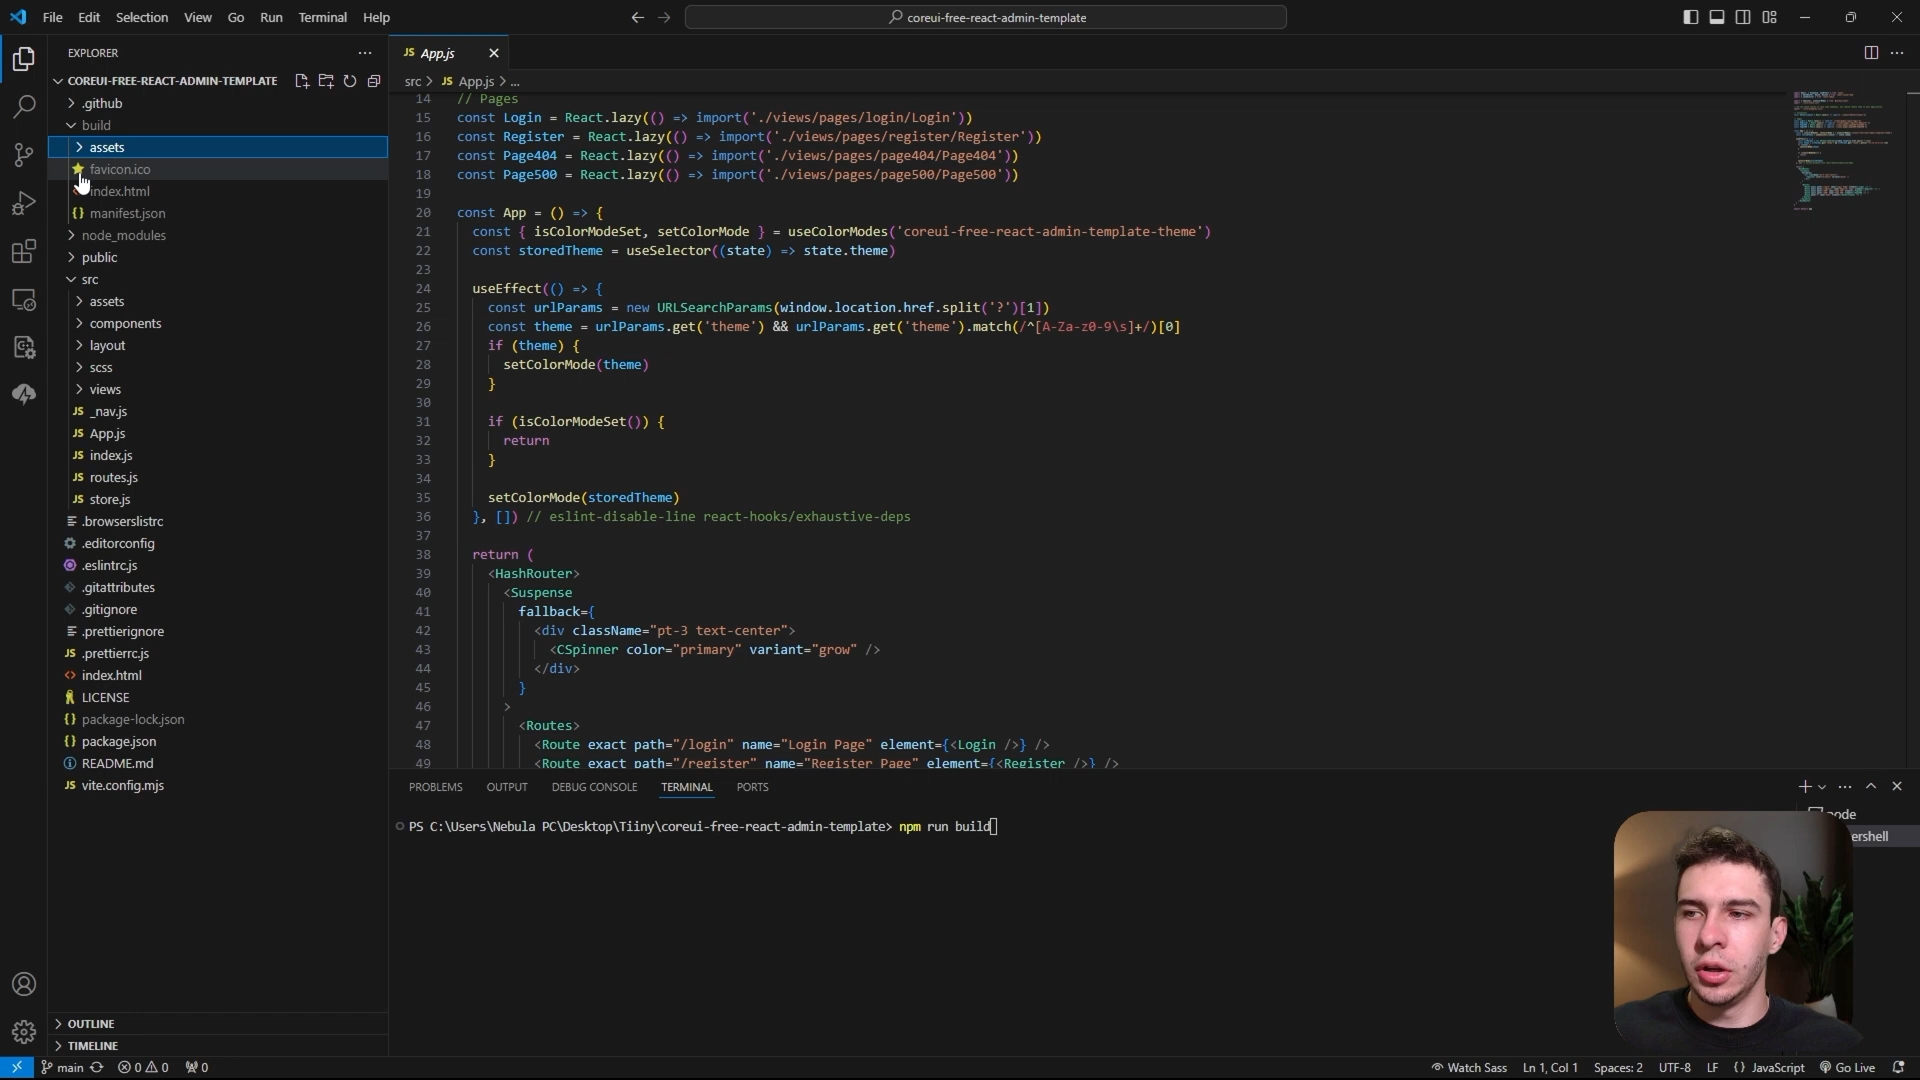 File Edit Selection View Go Run Terminal Help
coreui-free-react-admin-template
EXPLORER
COREUI-FREE-REACT-ADMIN-TEMPLATE
.github
build
assets
favicon.ico
index.html
manifest.json
node_modules
public
src
assets
components
layout
scss
views
JS _nav.js
JS App.js
JS index.js
JS routes.js
JS store.js
.browserslistrc
.editorconfig
.eslintrc.js
.gitattributes
.gitignore
.prettierignore
JS .prettierrc.js
<> index.html
LICENSE
{} package-lock.json
{} package.json
README.md
JS vite.config.mjs
OUTLINE
TIMELINE
JS App.js
src > JS App.js > ...
14 // Pages
15 const Login = React.lazy(() => import('./views/pages/login/Login'))
16 const Register = React.lazy(() => import('./views/pages/register/Register'))
17 const Page404 = React.lazy(() => import('./views/pages/page404/Page404'))
18 const Page500 = React.lazy(() => import('./views/pages/page500/Page500'))
19
20 const App = () => {
21 const { isColorModeSet, setColorMode } = useColorModes('coreui-free-react-admin-template-theme')
22 const storedTheme = useSelector((state) => state.theme)
23
24 useEffect(() => {
25 const urlParams = new URLSearchParams(window.location.href.split('?')[1])
26 const theme = urlParams.get('theme') && urlParams.get('theme').match(/^[A-Za-z0-9\s]+/)[0]
27 if (theme) {
28 setColorMode(theme)
29 }
30
31 if (isColorModeSet()) {
32 return
33 }
34
35 setColorMode(storedTheme)
36 }, []) // eslint-disable-line react-hooks/exhaustive-deps
37
38 return (
39 <HashRouter>
40 <Suspense
41 fallback={
42 <div className="pt-3 text-center">
43 <CSpinner color="primary" variant="grow" />
44 </div>
45 }
46 >
47 <Routes>
48 <Route exact path="/login" name="Login Page" element={<Login />} />
49 <Route exact path="/register" name="Register Page" element={<Register />} />
PROBLEMS OUTPUT DEBUG CONSOLE TERMINAL PORTS
PS C:\Users\Nebula PC\Desktop\Tiiny\coreui-free-react-admin-template> npm run build
node
ershell
main 0 0 0 Watch Sass Ln 1, Col 1 Spaces: 2 UTF-8 LF {} JavaScript Go Live